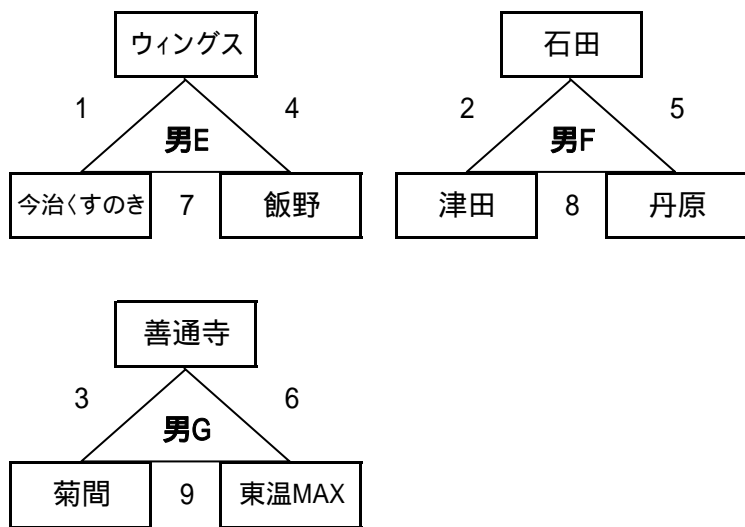 ウィングス
1 4
男E
今治くすのき 7 飯野
石田
2 5
男F
津田 8 丹原
善通寺
3 6
男G
菊間 9 東温MAX